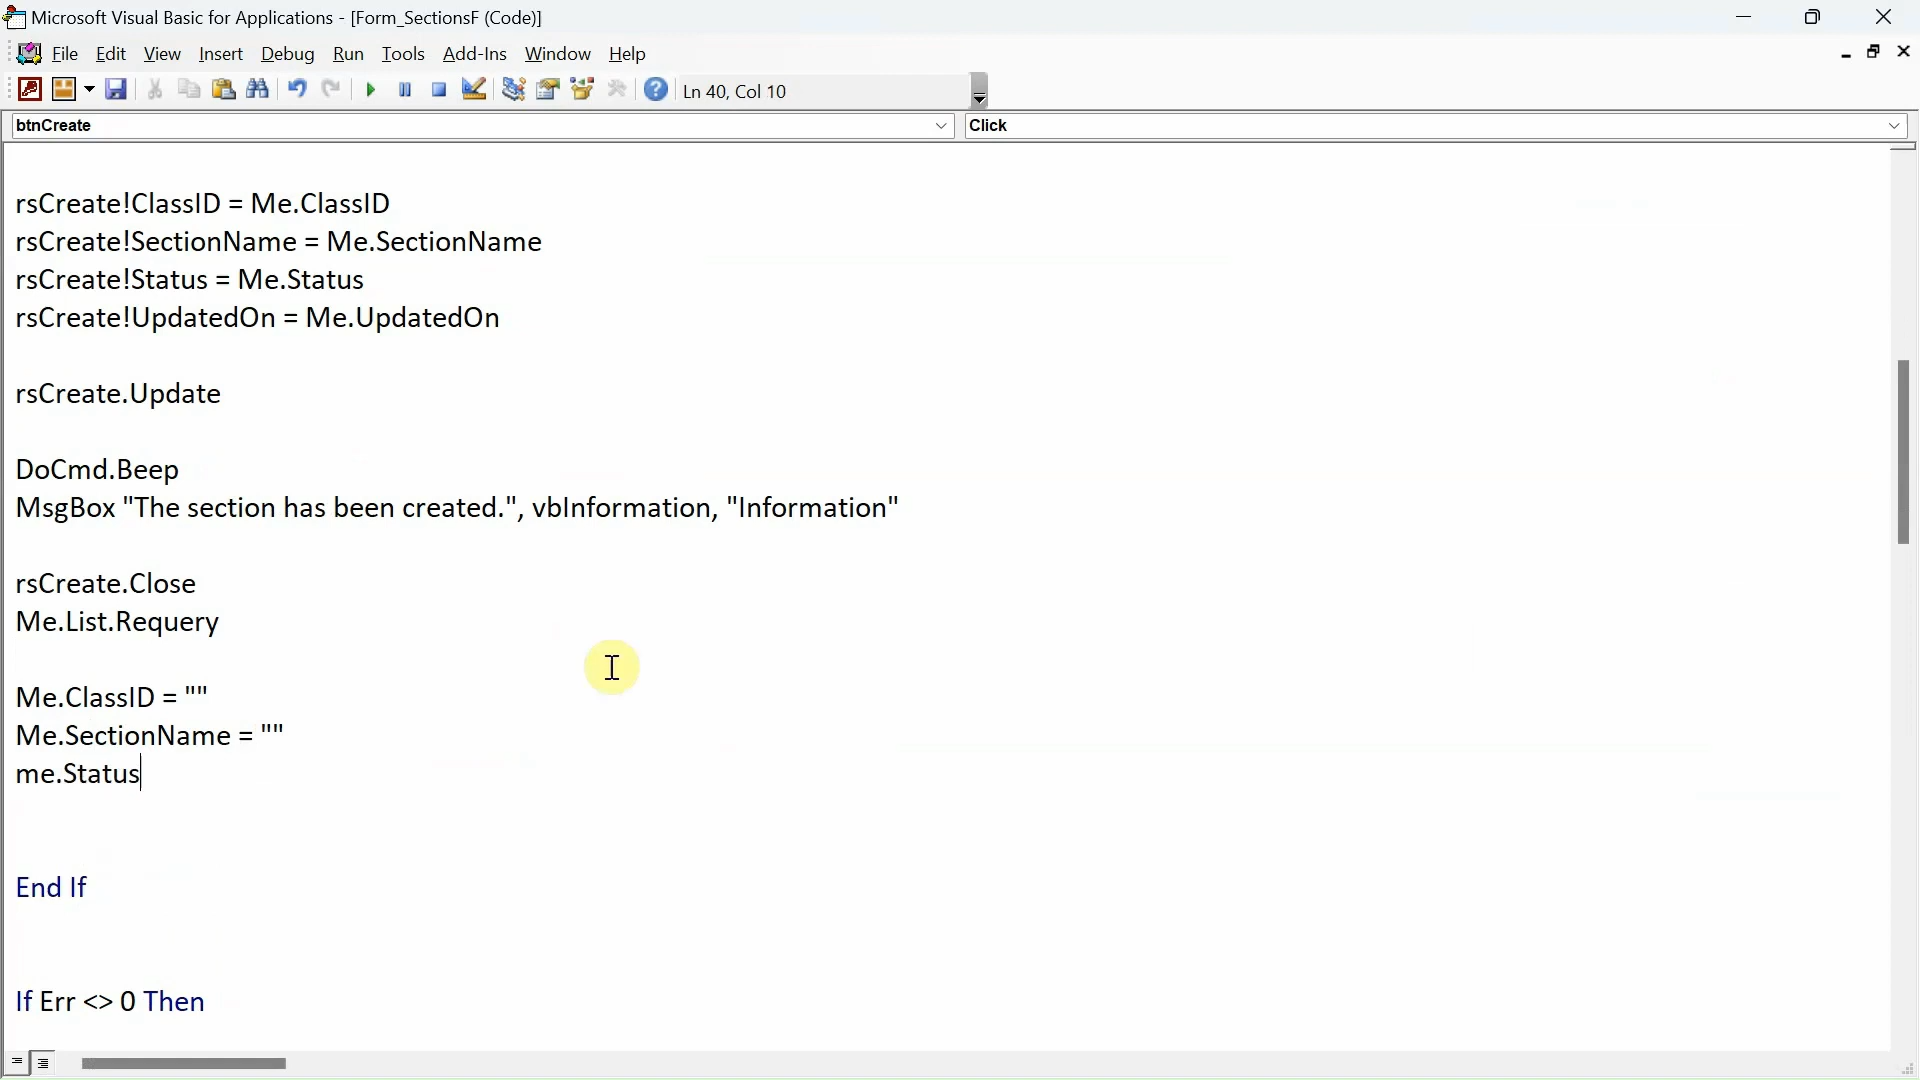 Microsoft Visual Basic for Applications - [Form_SectionsF (Code)]
File Edit View Insert Debug Run Tools Add-Ins Window Help
Ln 40, Col 10
btnCreate
Click
rsCreate!ClassID = Me.ClassID
rsCreate!SectionName = Me.SectionName
rsCreate!Status = Me.Status
rsCreate!UpdatedOn = Me.UpdatedOn
rsCreate.Update
DoCmd.Beep
MsgBox "The section has been created.", vbInformation, "Information"
rsCreate.Close
Me.List.Requery
Me.ClassID = ""
Me.SectionName = ""
me.Status
End If
If Err <> 0 Then